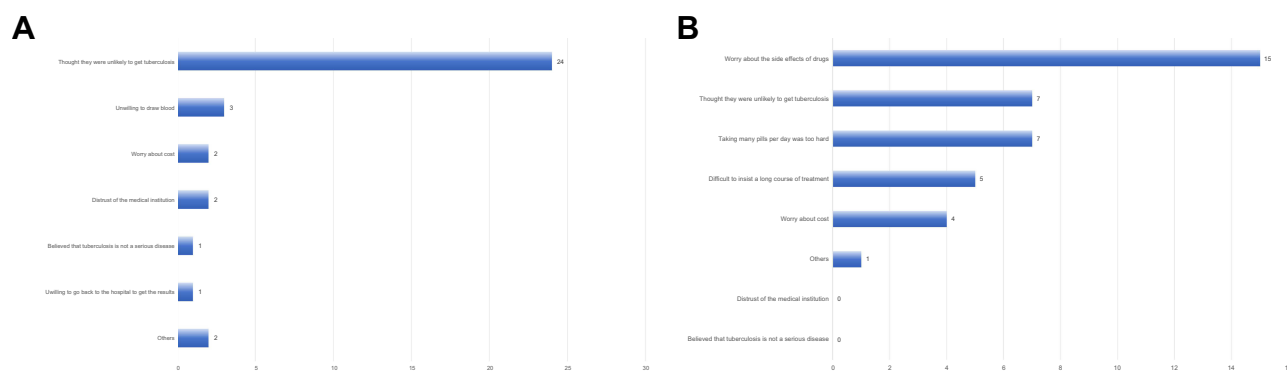 A
Thought they were unlikely to get tuberculosis 24
Unwilling to draw blood 3
Worry about cost 2
Distrust of the medical institution 2
Believed that tuberculosis is not a serious disease 1
Uwilling to go back to the hospital to get the results 1
Others 2
0 5 10 15 20 25 30
B
Worry about the side effects of drugs 15
Thought they were unlikely to get tuberculosis 7
Taking many pills per day was too hard 7
Difficult to insist a long course of treatment 5
Worry about cost 4
Others 1
Distrust of the medical institution 0
Believed that tuberculosis is not a serious disease 0
0 2 4 6 8 10 12 14